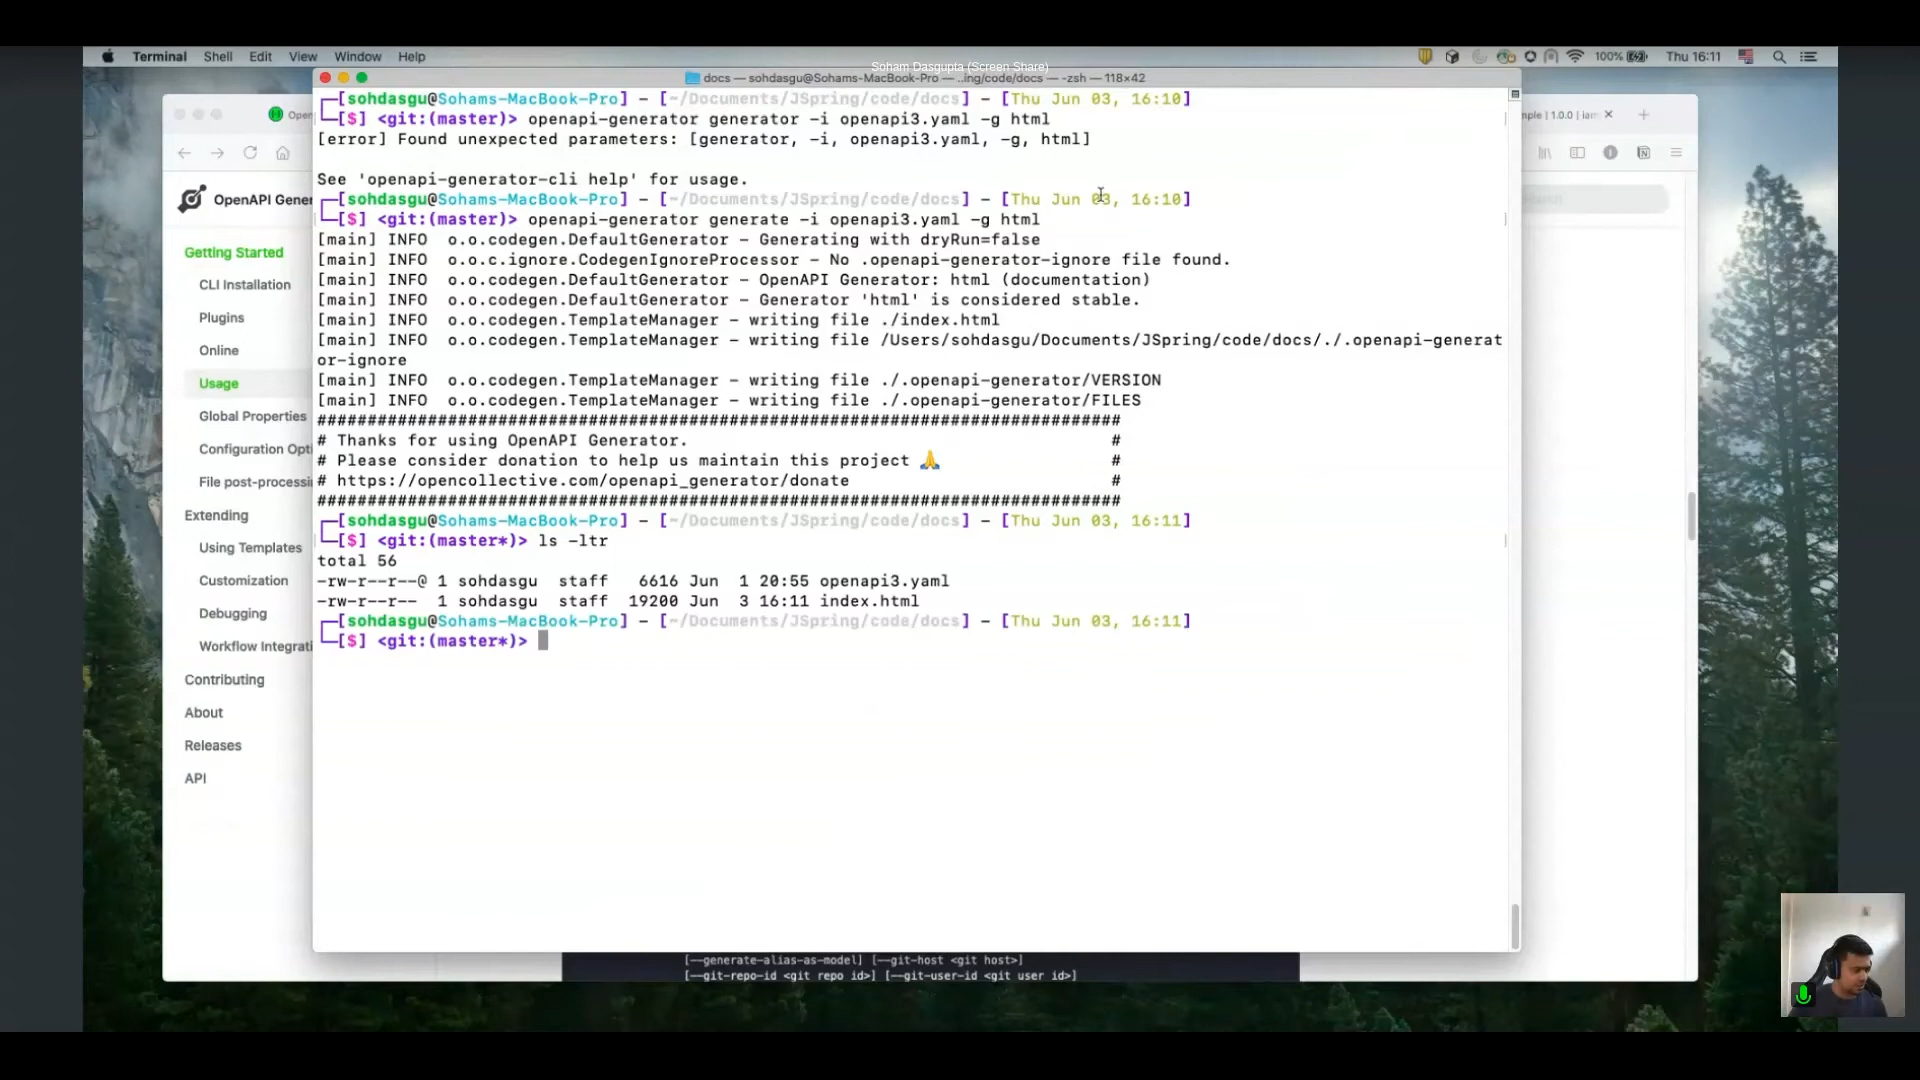 Terminal Shell Edit View Window Help 100% Thu 16:11
Soham Dasgupta (Screen Share)
docs — sohdasgu@Sohams-MacBook-Pro — ..ing/code/docs — -zsh — 118×42
┌─[sohdasgu@Sohams-MacBook-Pro] - [~/Documents/JSpring/code/docs] - [Thu Jun 03, 16:10]
└─[$] <git:(master)> openapi-generator generator -i openapi3.yaml -g html
[error] Found unexpected parameters: [generator, -i, openapi3.yaml, -g, html]
See 'openapi-generator-cli help' for usage.
┌─[sohdasgu@Sohams-MacBook-Pro] - [~/Documents/JSpring/code/docs] - [Thu Jun 03, 16:10]
└─[$] <git:(master)> openapi-generator generate -i openapi3.yaml -g html
[main] INFO  o.o.codegen.DefaultGenerator - Generating with dryRun=false
[main] INFO  o.o.c.ignore.CodegenIgnoreProcessor - No .openapi-generator-ignore file found.
[main] INFO  o.o.codegen.DefaultGenerator - OpenAPI Generator: html (documentation)
[main] INFO  o.o.codegen.DefaultGenerator - Generator 'html' is considered stable.
[main] INFO  o.o.codegen.TemplateManager - writing file ./index.html
[main] INFO  o.o.codegen.TemplateManager - writing file /Users/sohdasgu/Documents/JSpring/code/docs/./.openapi-generat
or-ignore
[main] INFO  o.o.codegen.TemplateManager - writing file ./.openapi-generator/VERSION
[main] INFO  o.o.codegen.TemplateManager - writing file ./.openapi-generator/FILES
################################################################################
# Thanks for using OpenAPI Generator. #
# Please consider donation to help us maintain this project 🙏 #
# https://opencollective.com/openapi_generator/donate #
################################################################################
┌─[sohdasgu@Sohams-MacBook-Pro] - [~/Documents/JSpring/code/docs] - [Thu Jun 03, 16:11]
└─[$] <git:(master*)> ls -ltr
total 56
-rw-r--r--@ 1 sohdasgu  staff   6616 Jun  1 20:55 openapi3.yaml
-rw-r--r--  1 sohdasgu  staff  19200 Jun  3 16:11 index.html
┌─[sohdasgu@Sohams-MacBook-Pro] - [~/Documents/JSpring/code/docs] - [Thu Jun 03, 16:11]
└─[$] <git:(master*)>
Open
OpenAPI Gener
Getting Started
CLI Installation
Plugins
Online
Usage
Global Properties
Configuration Opti
File post-processi
Extending
Using Templates
Customization
Debugging
Workflow Integrati
Contributing
About
Releases
API
mple | 1.0.0 | iam
[--generate-alias-as-model] [--git-host <git host>]
[--git-repo-id <git repo id>] [--git-user-id <git user id>]